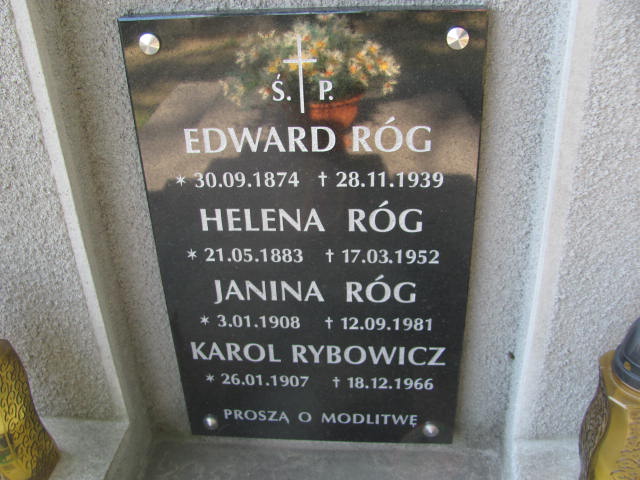 Ś. P.
EDWARD RÓG
* 30.09.1874 † 28.11.1939
HELENA RÓG
* 21.05.1883 † 17.03.1952
JANINA RÓG
* 3.01.1908 † 12.09.1981
KAROL RYBOWICZ
* 26.01.1907 † 18.12.1966
PROSZĄ O MODLITWĘ